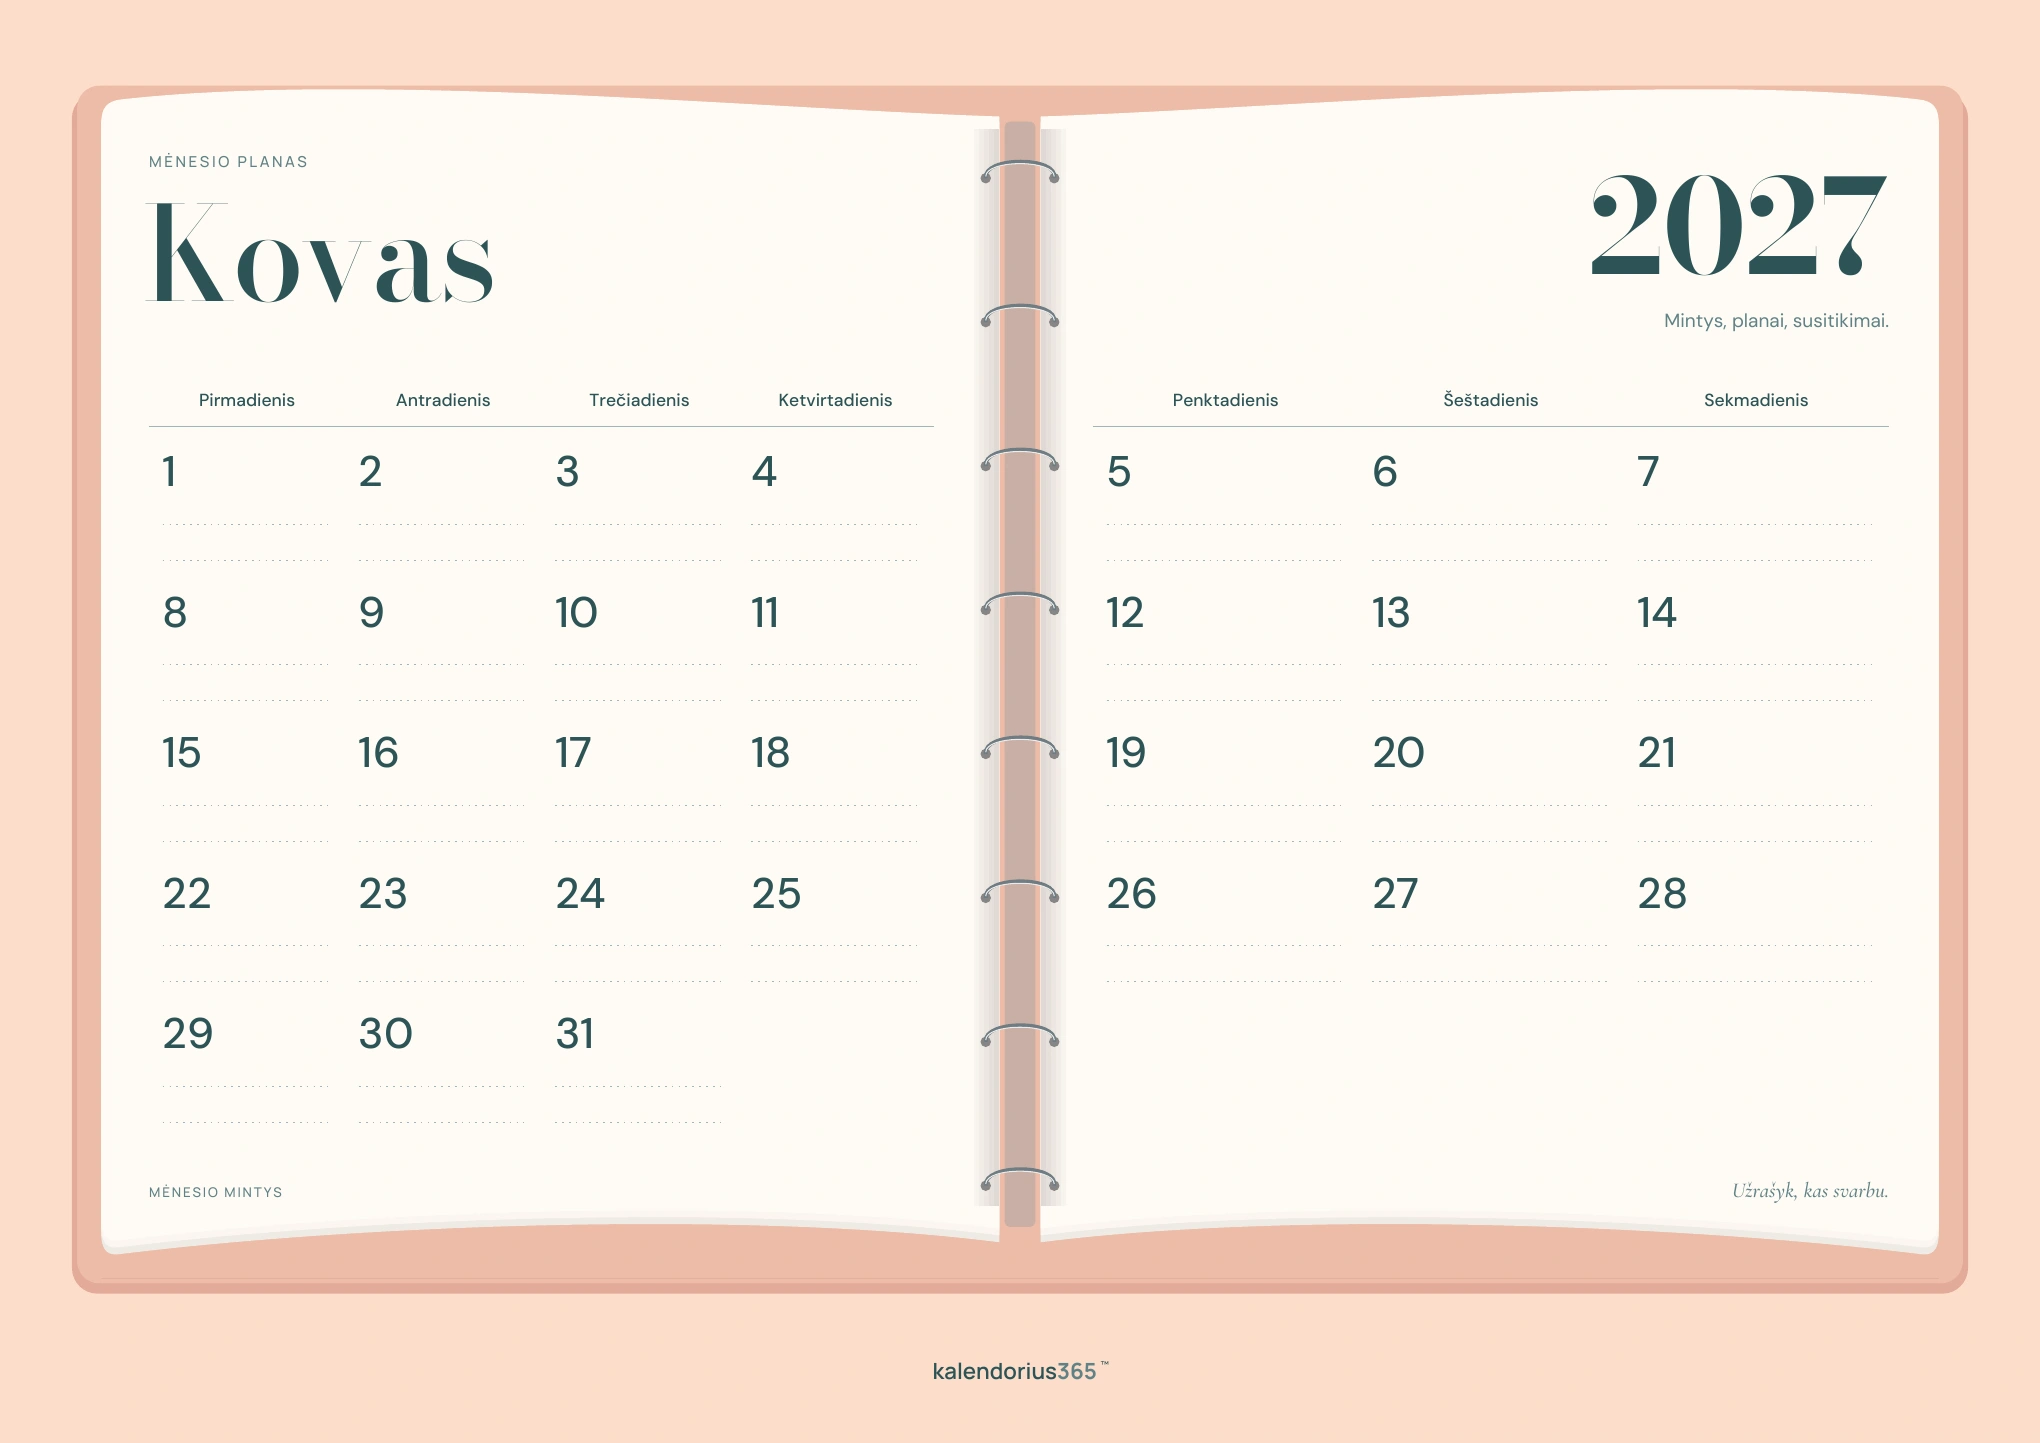 MĖNESIO PLANAS
Kovas
2027
Mintys, planai, susitikimai.
Pirmadienis Antradienis Trečiadienis Ketvirtadienis Penktadienis Šeštadienis Sekmadienis
1 2 3 4 5 6 7
8 9 10 11 12 13 14
15 16 17 18 19 20 21
22 23 24 25 26 27 28
29 30 31
MĖNESIO MINTYS
Užrašyk, kas svarbu.
kalendorius365™